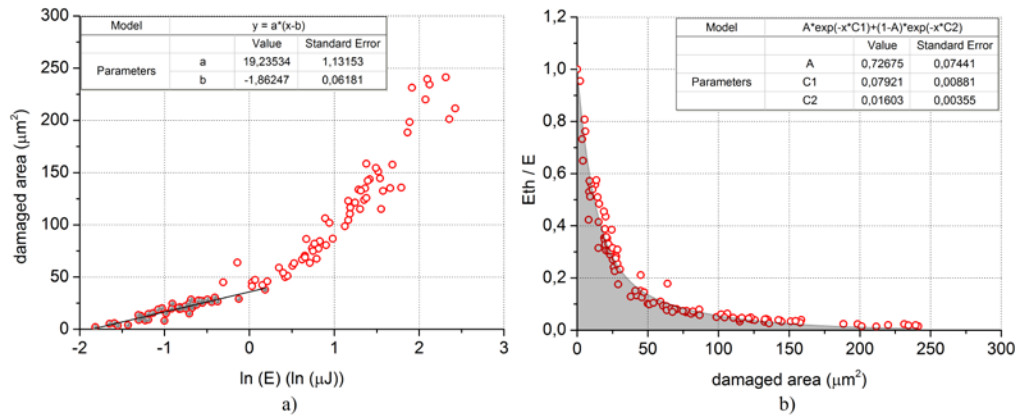 a)
b)
Model y = a*(x-b)
Value Standard Error
Parameters
a 19,23534 1,13153
b -1,86247 0,06181
300
250
200
150
100
50
0
damaged area (μm²)
-2 -1 0 1 2 3
ln (E) (ln (μJ))
a)
Model A*exp(-x*C1)+(1-A)*exp(-x*C2)
Value Standard Error
Parameters
A 0,72675 0,07441
C1 0,07921 0,00881
C2 0,01603 0,00355
1,2
1,0
0,8
0,6
0,4
0,2
0,0
Eth / E
0 50 100 150 200 250 300
damaged area (μm²)
b)